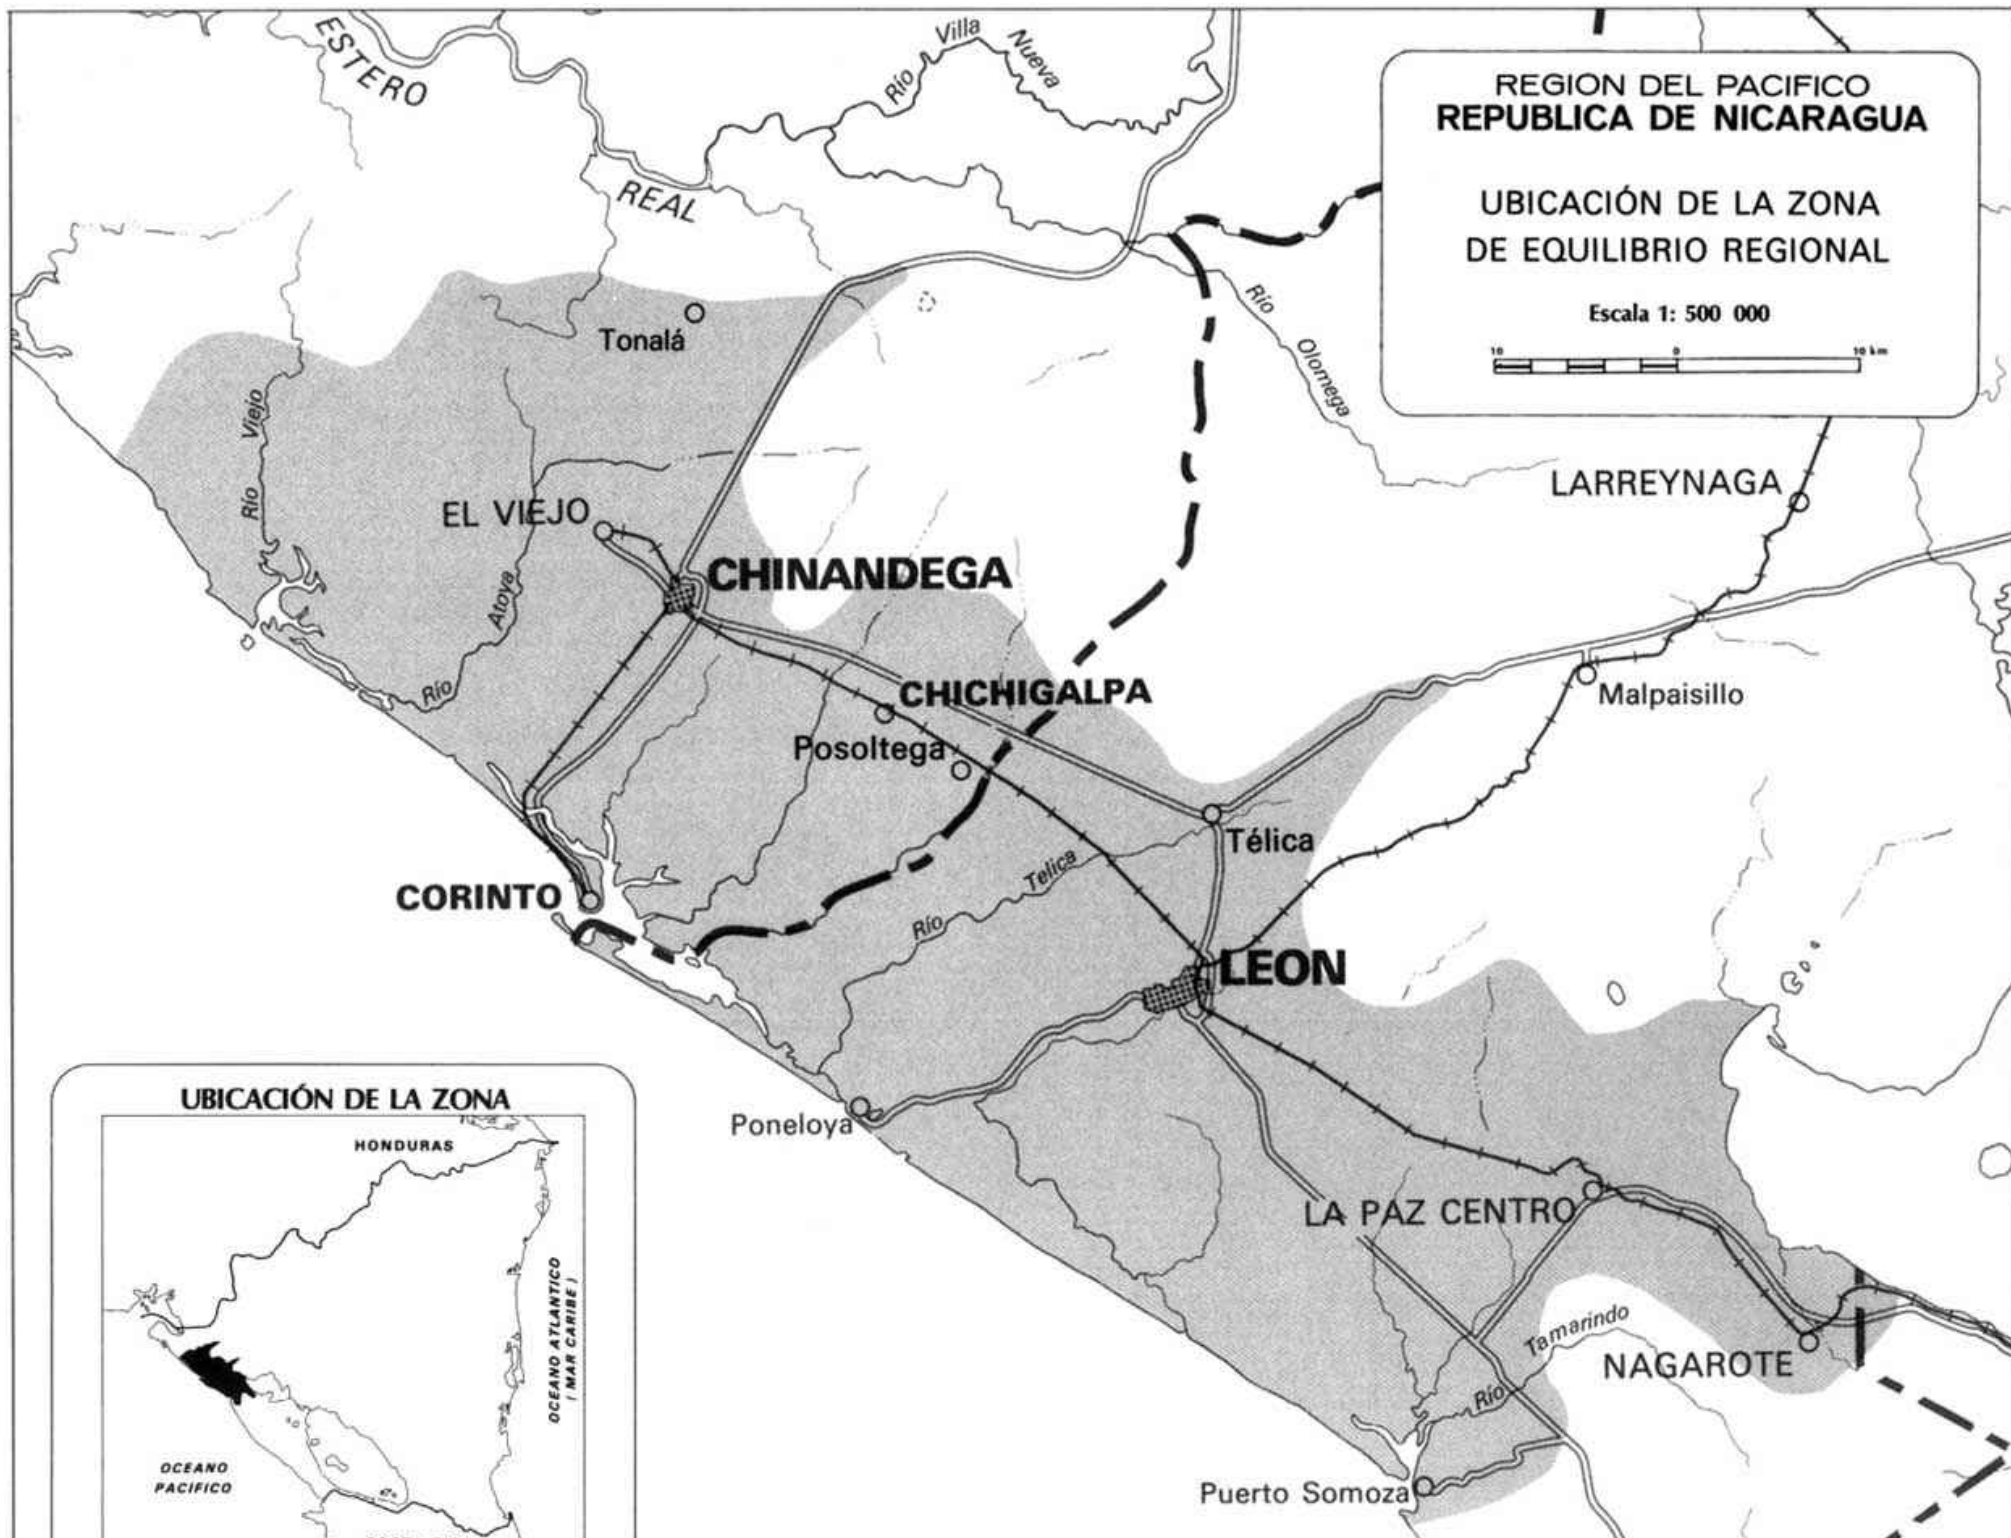 ESTERO
REAL
Río Villa Nueva
REGION DEL PACIFICO
REPUBLICA DE NICARAGUA
UBICACIÓN DE LA ZONA
DE EQUILIBRIO REGIONAL
Escala 1: 500 000
10 0 10 km
Río Olomega
Tonalá
Río Viejo
LARREYNAGA
EL VIEJO
CHINANDEGA
Río Atoya
CHICHIGALPA
Malpaisillo
Posoltega
Télica
Río Telica
CORINTO
LEON
Poneloya
LA PAZ CENTRO
Río Tamarindo
NAGAROTE
Puerto Somoza
UBICACIÓN DE LA ZONA
HONDURAS
OCEANO ATLANTICO
( MAR CARIBE )
OCEANO
PACIFICO